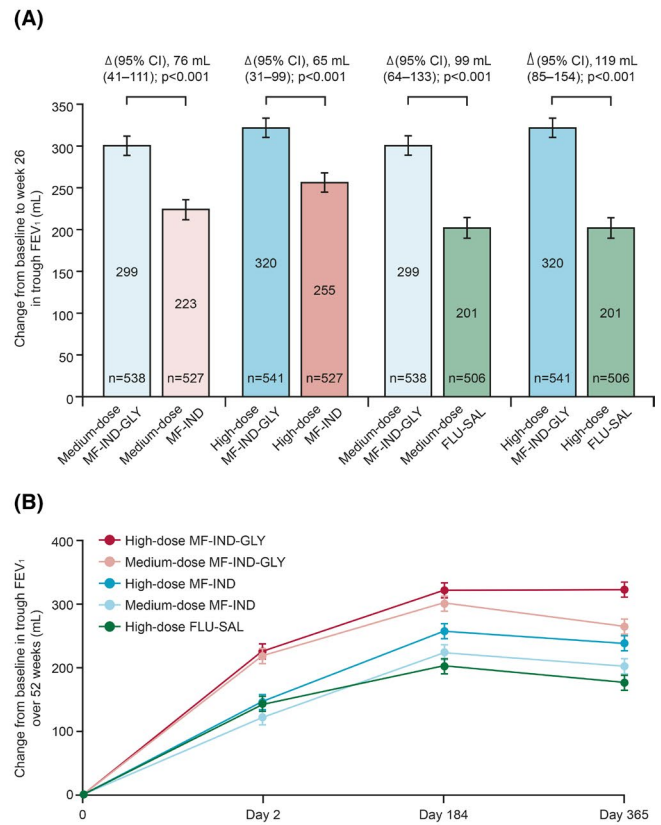 (A)
Δ (95% CI), 76 mL
(41–111); p<0.001
Δ (95% CI), 65 mL
(31–99); p<0.001
Δ (95% CI), 99 mL
(64–133); p<0.001
Δ (95% CI), 119 mL
(85–154); p<0.001
Change from baseline to week 26
in trough FEV₁ (mL)
350
300
250
200
150
100
50
0
299
n=538
223
n=527
320
n=541
255
n=527
299
n=538
201
n=506
320
n=541
201
n=506
Medium-dose
MF-IND-GLY
Medium-dose
MF-IND
High-dose
MF-IND-GLY
High-dose
MF-IND
Medium-dose
MF-IND-GLY
Medium-dose
FLU-SAL
High-dose
MF-IND-GLY
High-dose
FLU-SAL
(B)
Change from baseline in trough FEV₁
over 52 weeks (mL)
400
300
200
100
0
High-dose MF-IND-GLY
Medium-dose MF-IND-GLY
High-dose MF-IND
Medium-dose MF-IND
High-dose FLU-SAL
0
Day 2
Day 184
Day 365